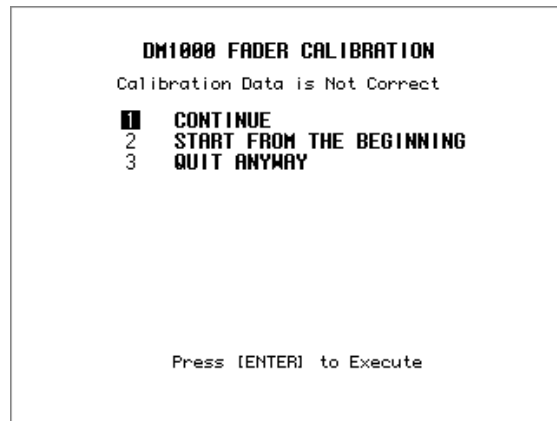 DM1000 FADER CALIBRATION
Calibration Data is Not Correct
1 CONTINUE
2 START FROM THE BEGINNING
3 QUIT ANYWAY
Press [ENTER] to Execute